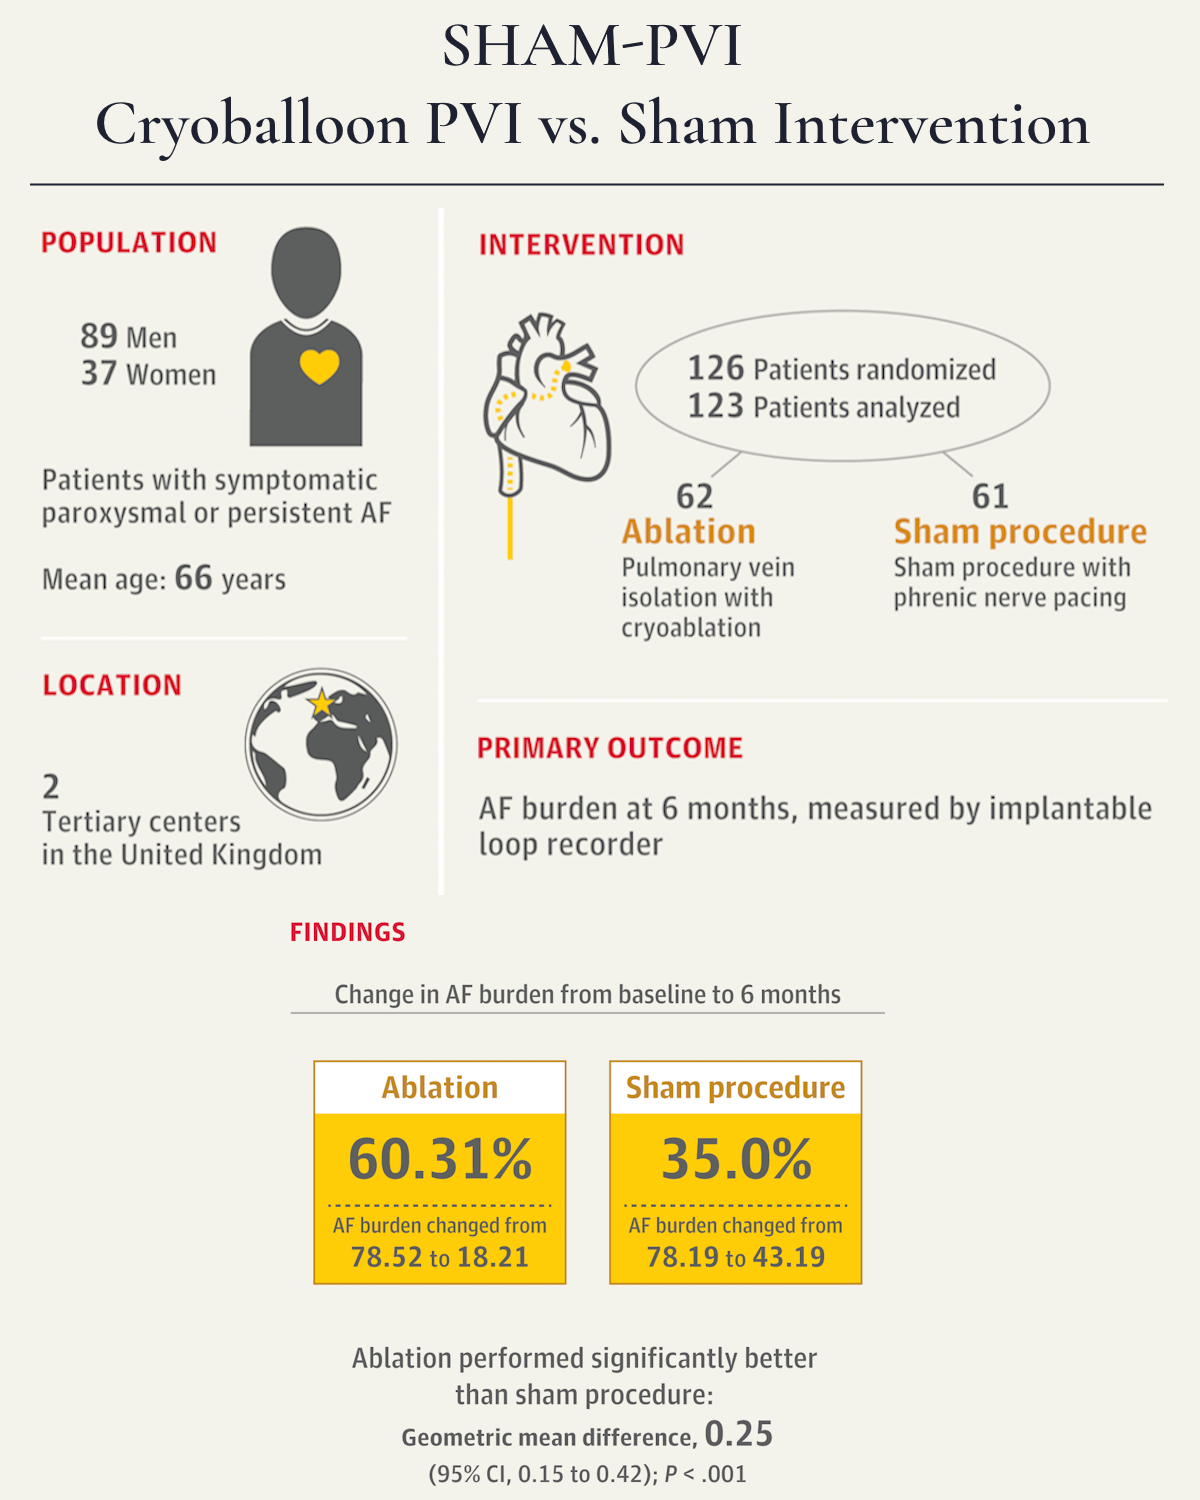 SHAM-PVI
Cryoballoon PVI vs. Sham Intervention
POPULATION
89 Men
37 Women
Patients with symptomatic
paroxysmal or persistent AF
Mean age: 66 years
LOCATION
2
Tertiary centers
in the United Kingdom
INTERVENTION
126 Patients randomized
123 Patients analyzed
62
Ablation
Pulmonary vein
isolation with
cryoablation
61
Sham procedure
Sham procedure with
phrenic nerve pacing
PRIMARY OUTCOME
AF burden at 6 months, measured by implantable
loop recorder
FINDINGS
Change in AF burden from baseline to 6 months
Ablation
60.31%
AF burden changed from
78.52 to 18.21
Sham procedure
35.0%
AF burden changed from
78.19 to 43.19
Ablation performed significantly better
than sham procedure:
Geometric mean difference, 0.25
(95% CI, 0.15 to 0.42); P < .001